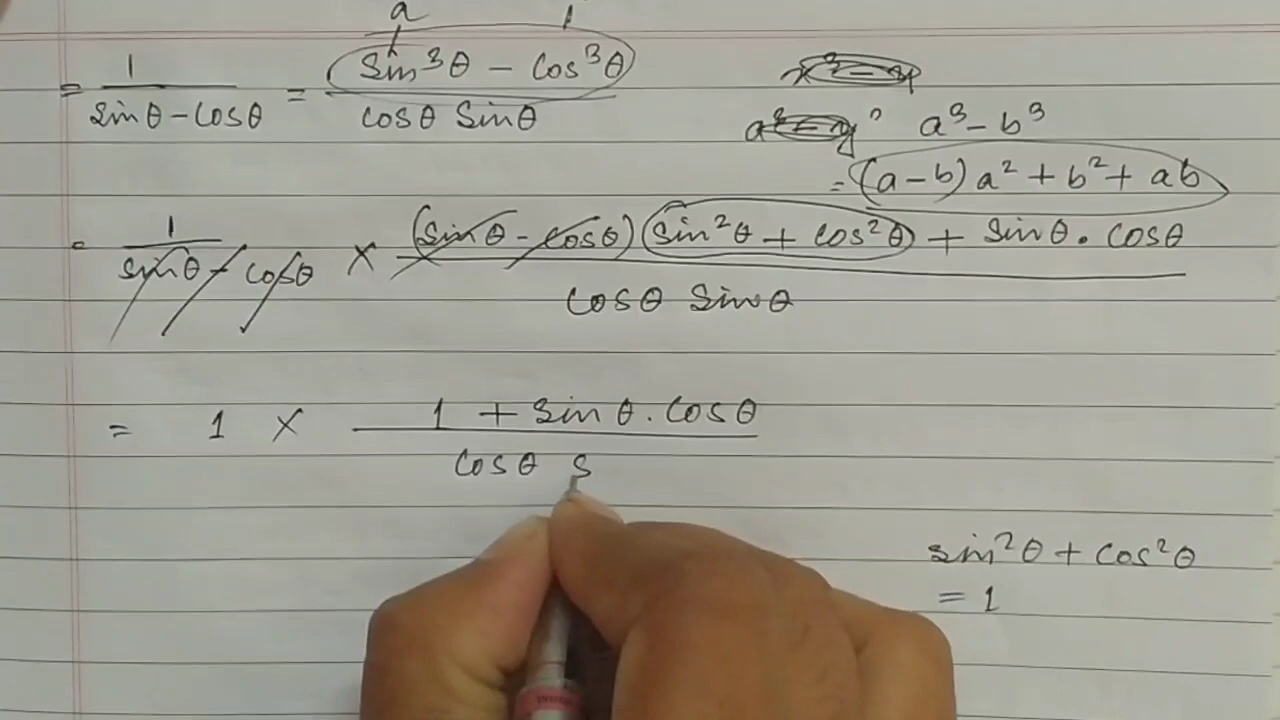 a 1
= 1 / sinθ - cosθ = sin³θ - cos³θ / cosθ sinθ
a³ - b³
= (a-b) a² + b² + ab
= 1 / sinθ - cosθ × (sinθ - cosθ)(sin²θ + cos²θ) + sinθ . cosθ / cosθ sinθ
= 1 × 1 + sinθ . cosθ / cosθ s
sin²θ + cos²θ
= 1